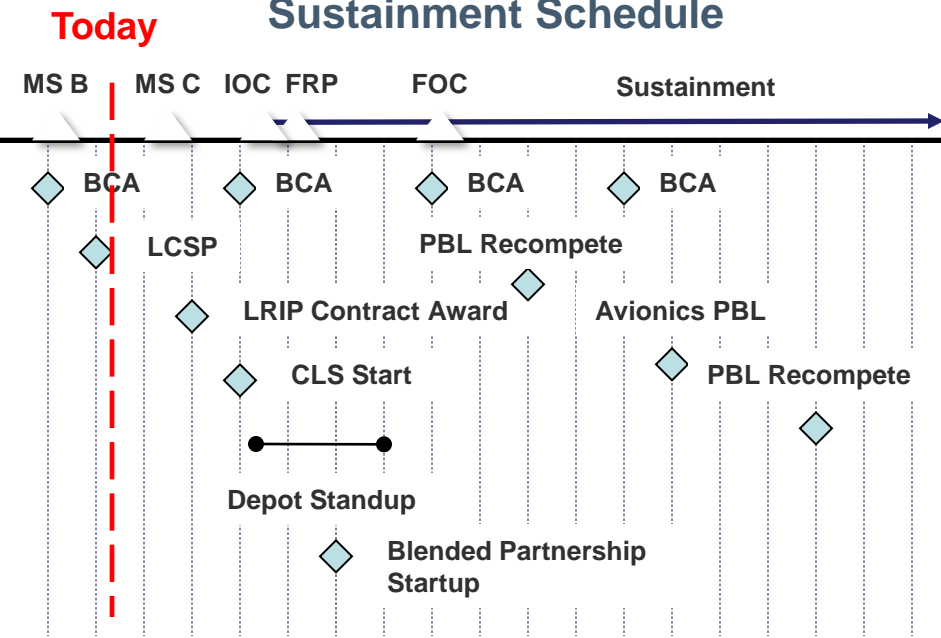 Sustainment Schedule
Today
MS B
MS C
IOC
FRP
FOC
Sustainment
BCA
BCA
BCA
BCA
LCSP
PBL Recompete
LRIP Contract Award
Avionics PBL
CLS Start
PBL Recompete
Depot Standup
Blended Partnership
Startup